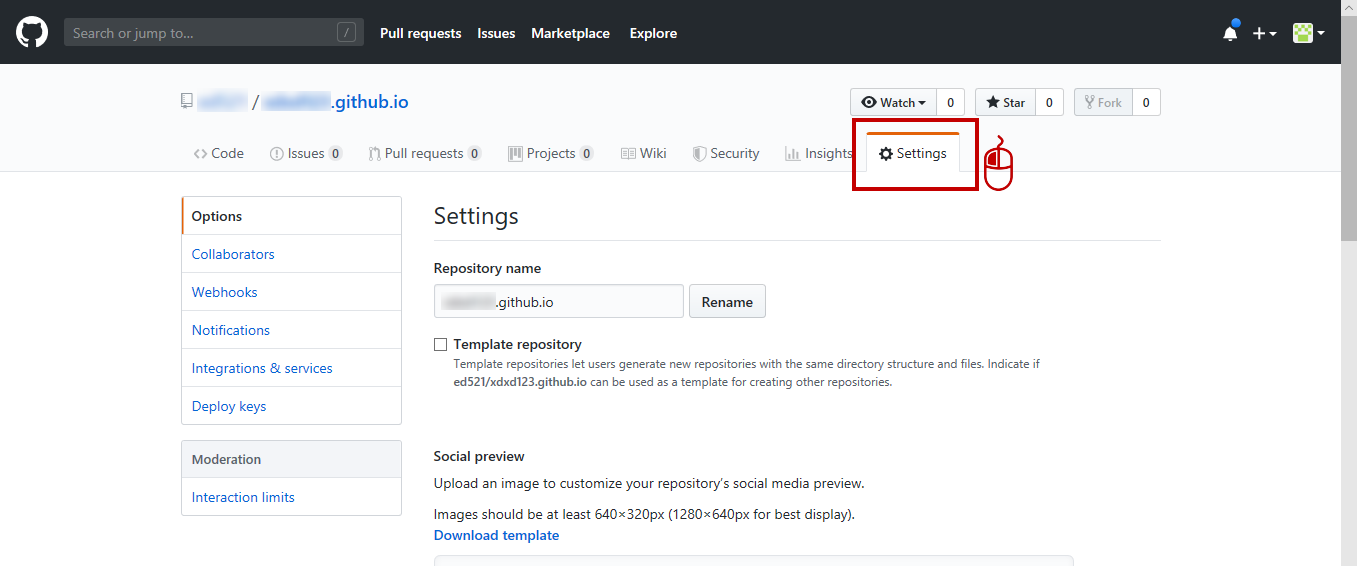 Search or jump to... / Pull requests Issues Marketplace Explore
/ .github.io Watch 0 Star 0 Fork 0
Code Issues 0 Pull requests 0 Projects 0 Wiki Security Insights Settings
Options
Collaborators
Webhooks
Notifications
Integrations & services
Deploy keys
Moderation
Interaction limits
Settings
Repository name
.github.io Rename
Template repository
Template repositories let users generate new repositories with the same directory structure and files. Indicate if
ed521/xdxd123.github.io can be used as a template for creating other repositories.
Social preview
Upload an image to customize your repository's social media preview.
Images should be at least 640×320px (1280×640px for best display).
Download template